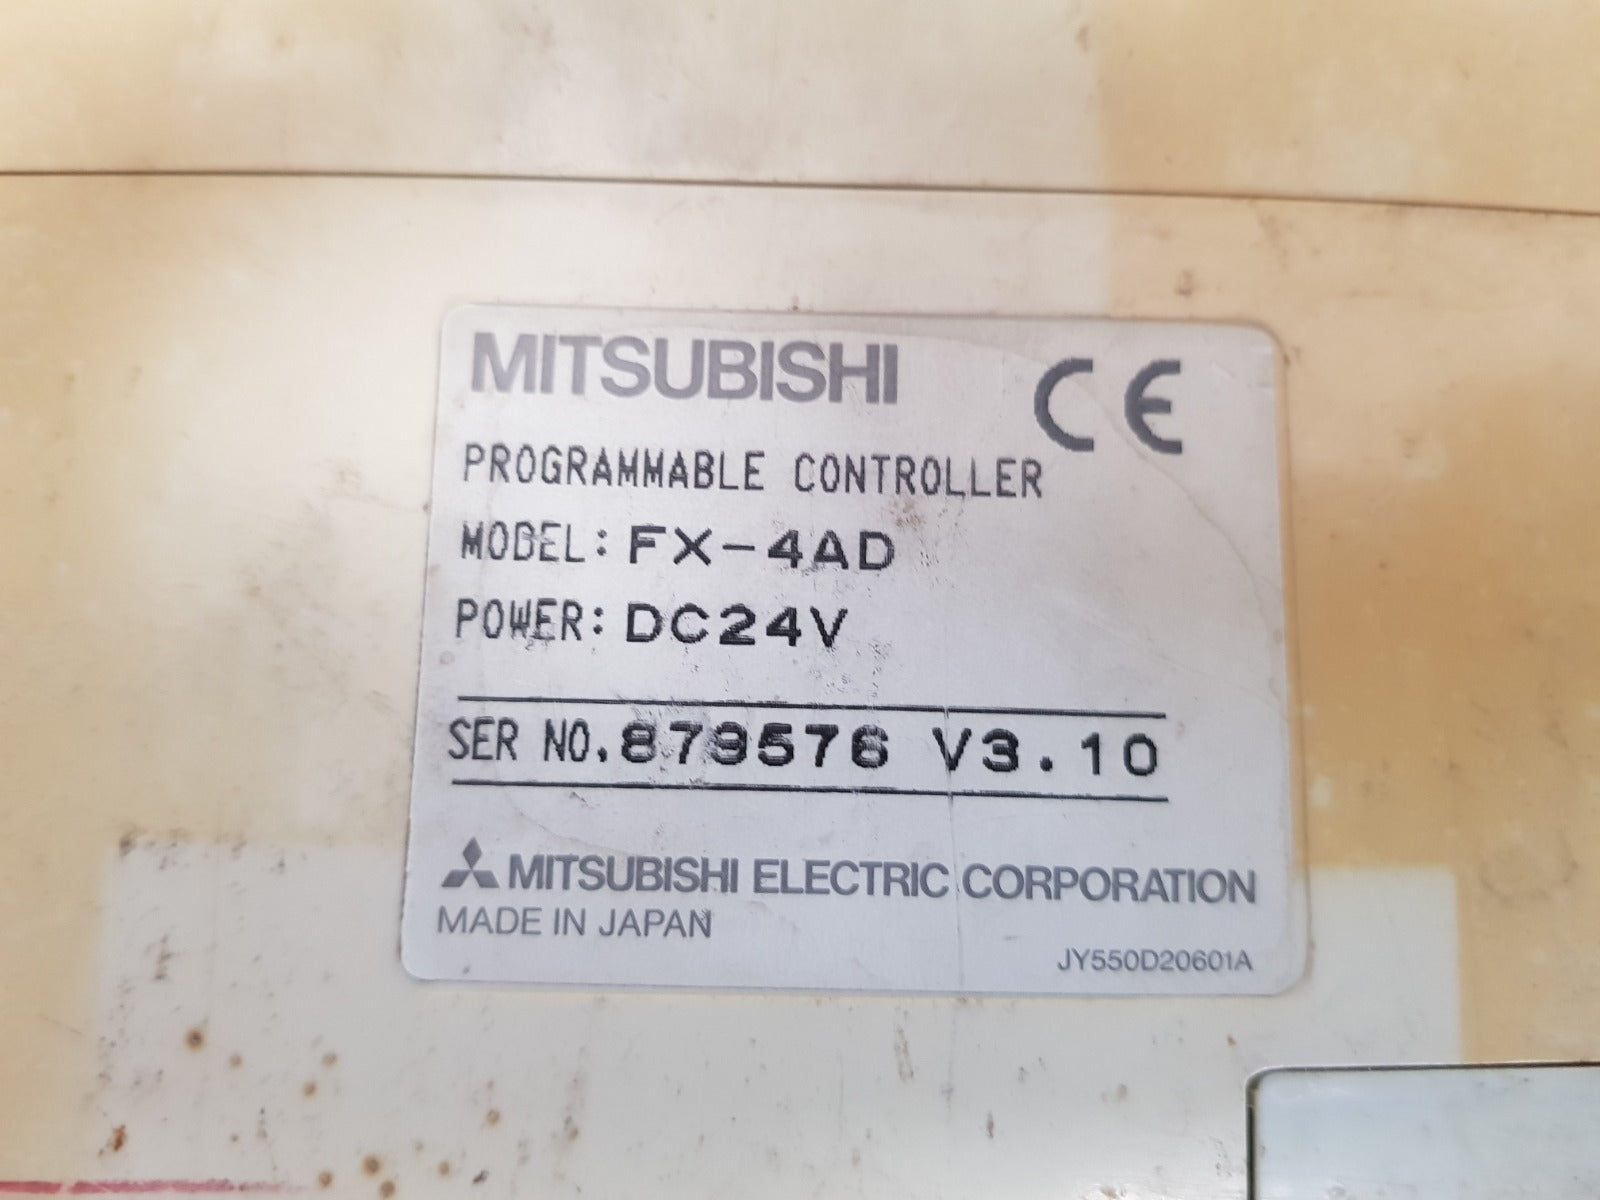 MITSUBISHI CE
PROGRAMMABLE CONTROLLER
MODEL: FX-4AD
POWER: DC24V
SER NO. 879576 V3.10
MITSUBISHI ELECTRIC CORPORATION
MADE IN JAPAN
JY550D20601A